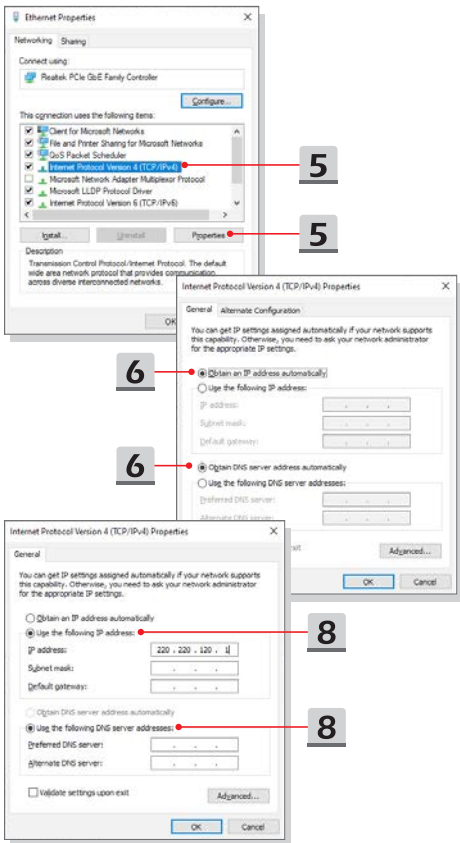 Ethernet Properties
Networking Sharing
Connect using:
Realtek PCIe GbE Family Controller
Configure...
This connection uses the following items:
Client for Microsoft Networks
File and Printer Sharing for Microsoft Networks
QoS Packet Scheduler
Internet Protocol Version 4 (TCP/IPv4)
5
Microsoft Network Adapter Multiplexor Protocol
Microsoft LLDP Protocol Driver
Internet Protocol Version 6 (TCP/IPv6)
Install... Uninstall Properties
5
Description
Transmission Control Protocol/Internet Protocol. The default
wide area network protocol that provides communication
across diverse interconnected networks.
OK
Internet Protocol Version 4 (TCP/IPv4) Properties
General Alternate Configuration
You can get IP settings assigned automatically if your network supports
this capability. Otherwise, you need to ask your network administrator
for the appropriate IP settings.
6
Obtain an IP address automatically
Use the following IP address:
IP address:
Subnet mask:
Default gateway:
6
Obtain DNS server address automatically
Use the following DNS server addresses:
Preferred DNS server:
Alternate DNS server:
exit
Advanced...
OK Cancel
Internet Protocol Version 4 (TCP/IPv4) Properties
General
You can get IP settings assigned automatically if your network supports
this capability. Otherwise, you need to ask your network administrator
for the appropriate IP settings.
Obtain an IP address automatically
Use the following IP address:
8
IP address: 220 . 220 . 120 . 1
Subnet mask: . . .
Default gateway: . . .
Obtain DNS server address automatically
Use the following DNS server addresses:
8
Preferred DNS server: . . .
Alternate DNS server: . . .
Validate settings upon exit
Advanced...
OK Cancel